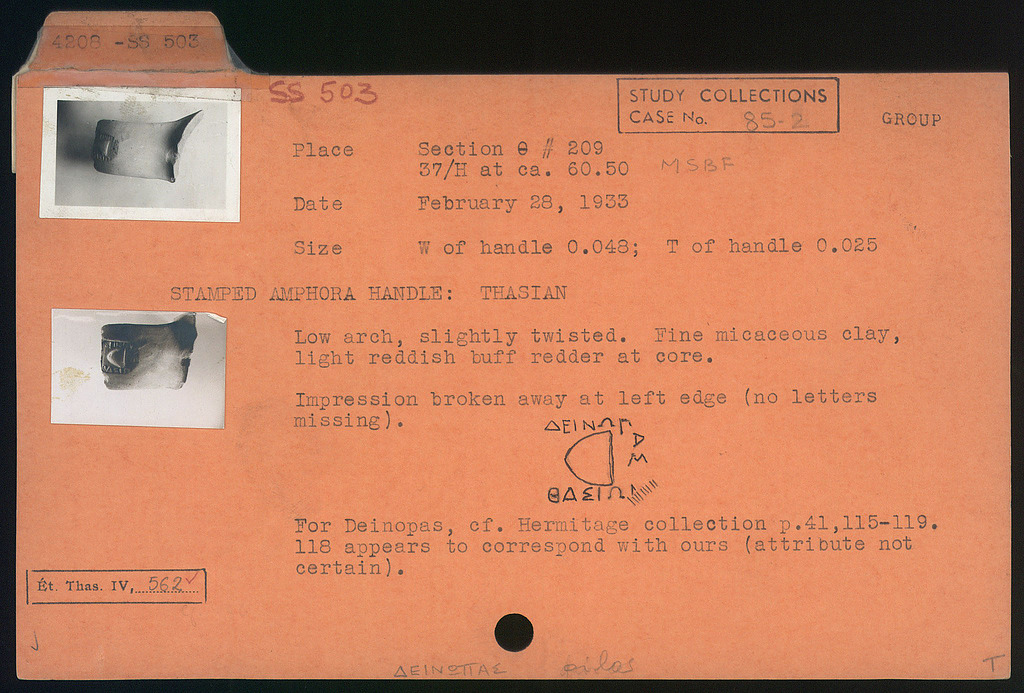 4208 -SS 503
SS 503
STUDY COLLECTIONS
CASE No. 85-2
GROUP
Place Section θ # 209
37/H at ca. 60.50 MSBF
Date February 28, 1933
Size W of handle 0.048; T of handle 0.025
STAMPED AMPHORA HANDLE: THASIAN
Low arch, slightly twisted. Fine micaceous clay,
light reddish buff redder at core.
Impression broken away at left edge (no letters
missing).
ΔΕΙΝΩΓ
Α
Σ
ΘΑΣΙΩΝ
For Deinopas, cf. Hermitage collection p.41,115-119.
118 appears to correspond with ours (attribute not
certain).
Ét. Thas. IV, 562 ✓
ΔΕΙΝΩΠΑΣ pilos
T